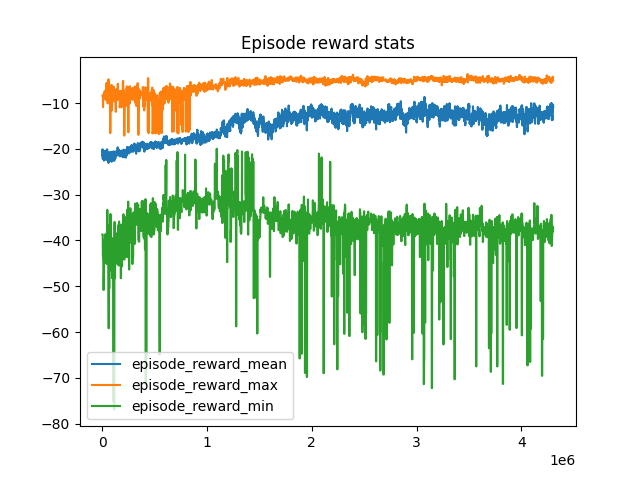 Episode reward stats
−10
−20
−30
−40
−50
−60
−70
−80
episode_reward_mean
episode_reward_max
episode_reward_min
0
1
2
3
4
1e6